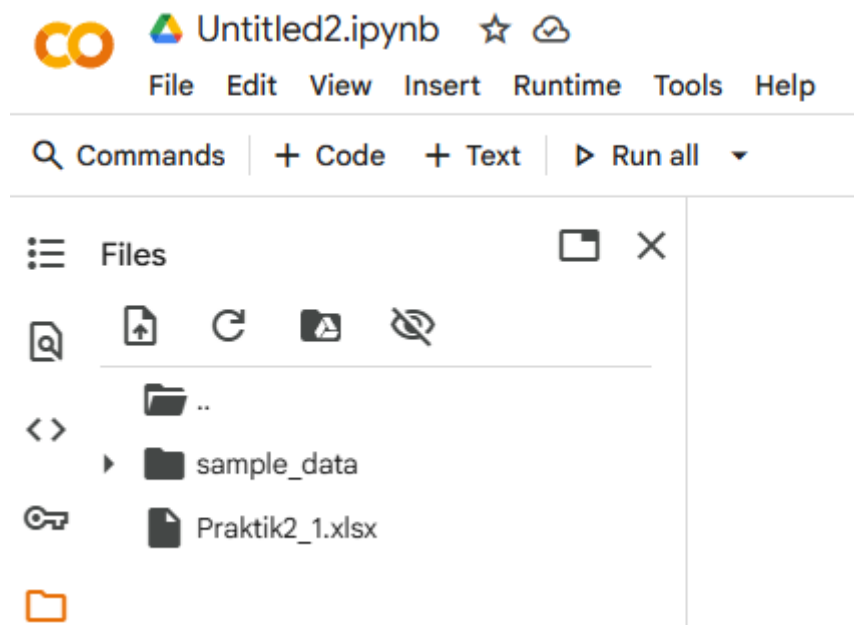 CO Untitled2.ipynb
File Edit View Insert Runtime Tools Help
Commands + Code + Text Run all
Files
..
sample_data
Praktik2_1.xlsx